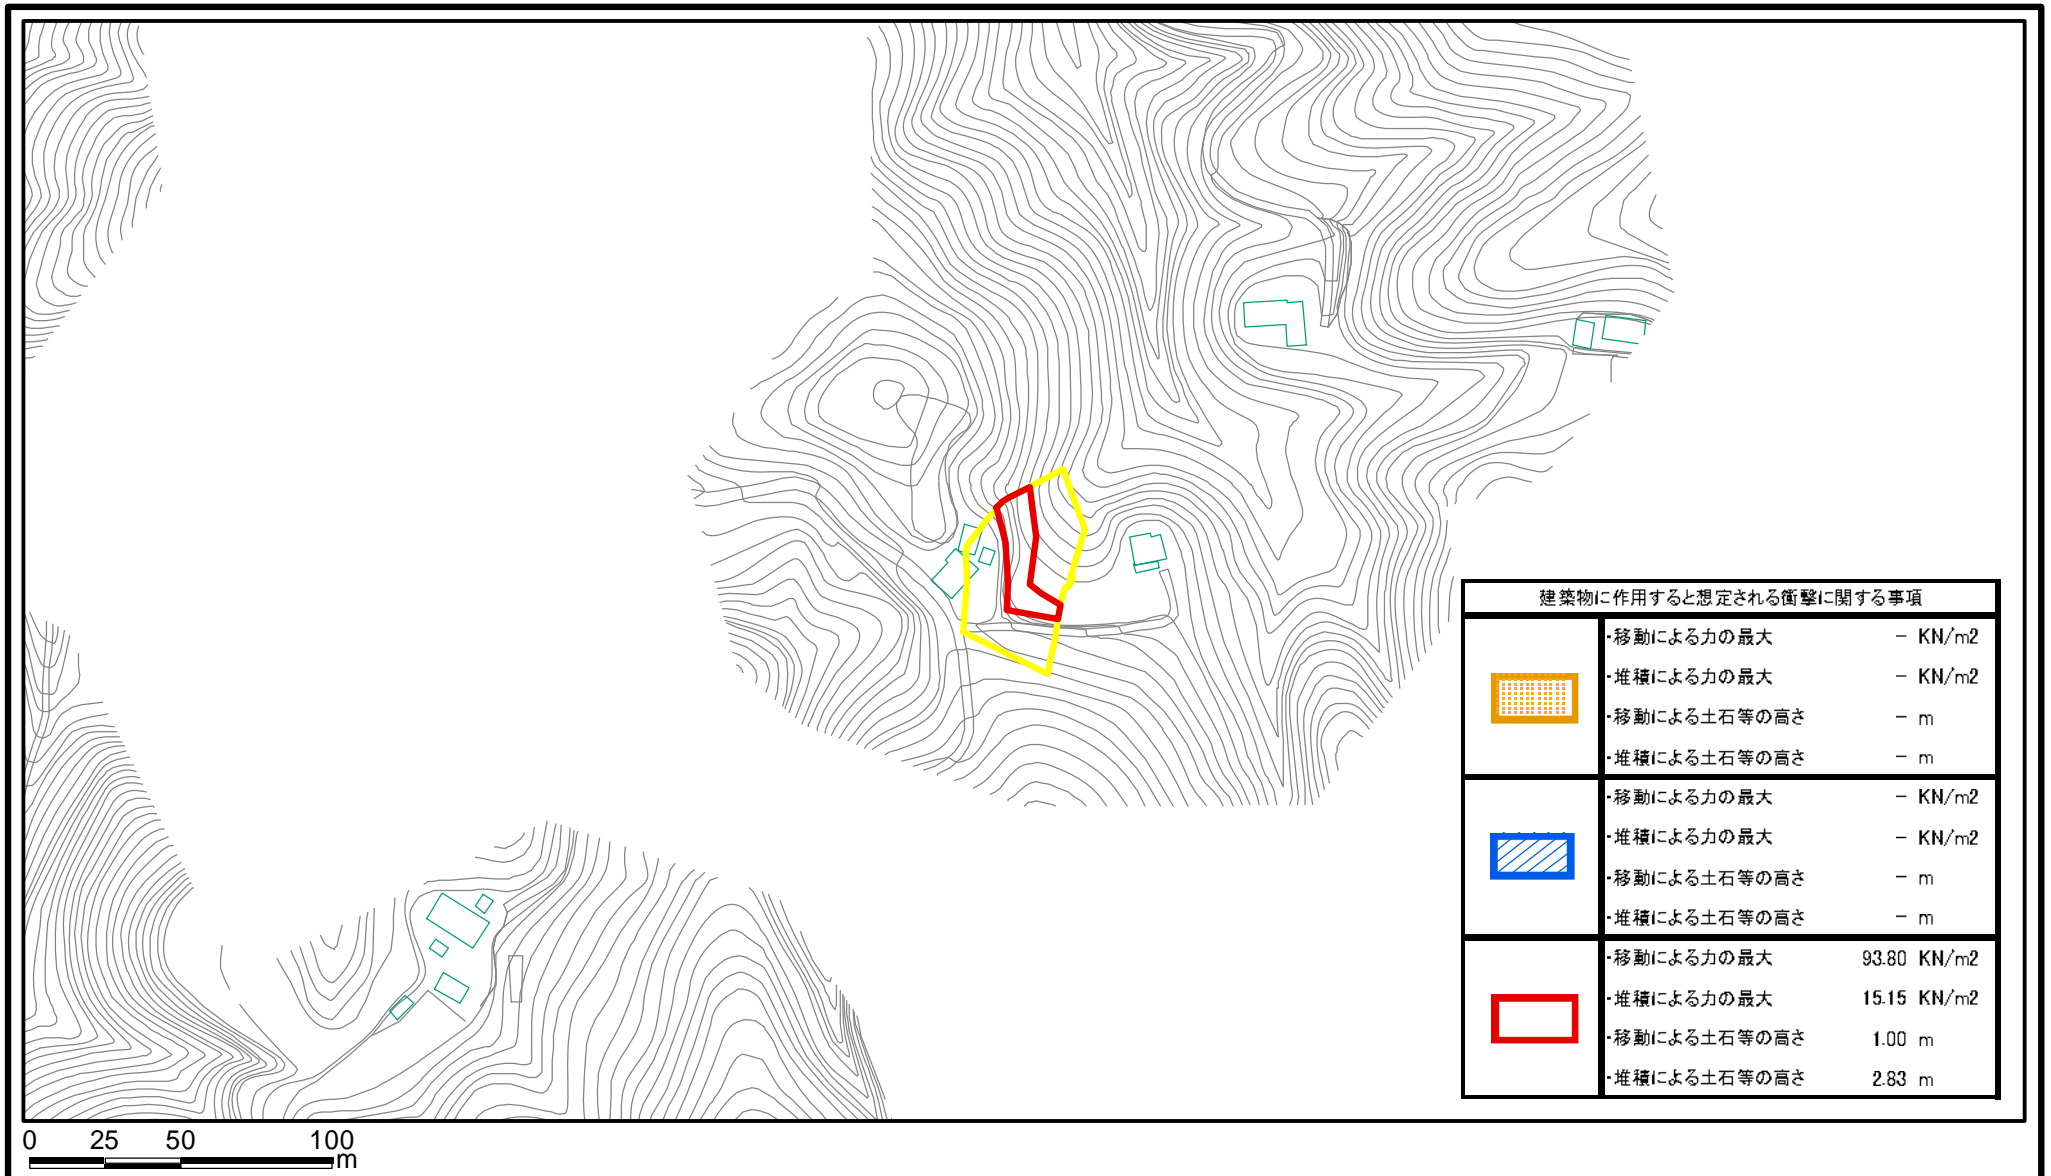 建築物に作用すると想定される衝撃に関する事項
・移動による力の最大 － KN/m2
・堆積による力の最大 － KN/m2
・移動による土石等の高さ － m
・堆積による土石等の高さ － m
・移動による力の最大 － KN/m2
・堆積による力の最大 － KN/m2
・移動による土石等の高さ － m
・堆積による土石等の高さ － m
・移動による力の最大 93.80 KN/m2
・堆積による力の最大 15.15 KN/m2
・移動による土石等の高さ 1.00 m
・堆積による土石等の高さ 2.83 m
0 25 50 100
m